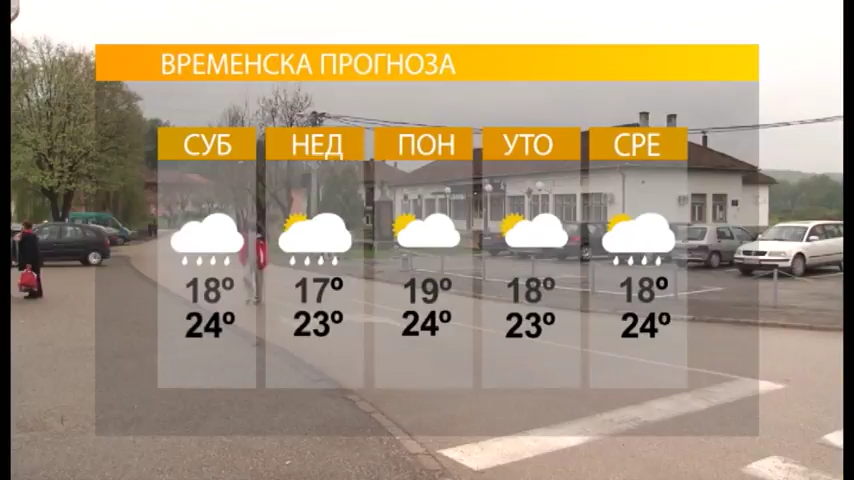 ВРЕМЕНСКА ПРОГНОЗА
СУБ НЕД ПОН УТО СРЕ
18º 17º 19º 18º 18º
24º 23º 24º 23º 24º